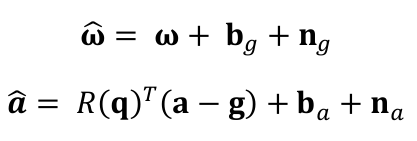 ω̂ = ω + b_g + n_g
â = R(q)^T(a − g) + b_a + n_a